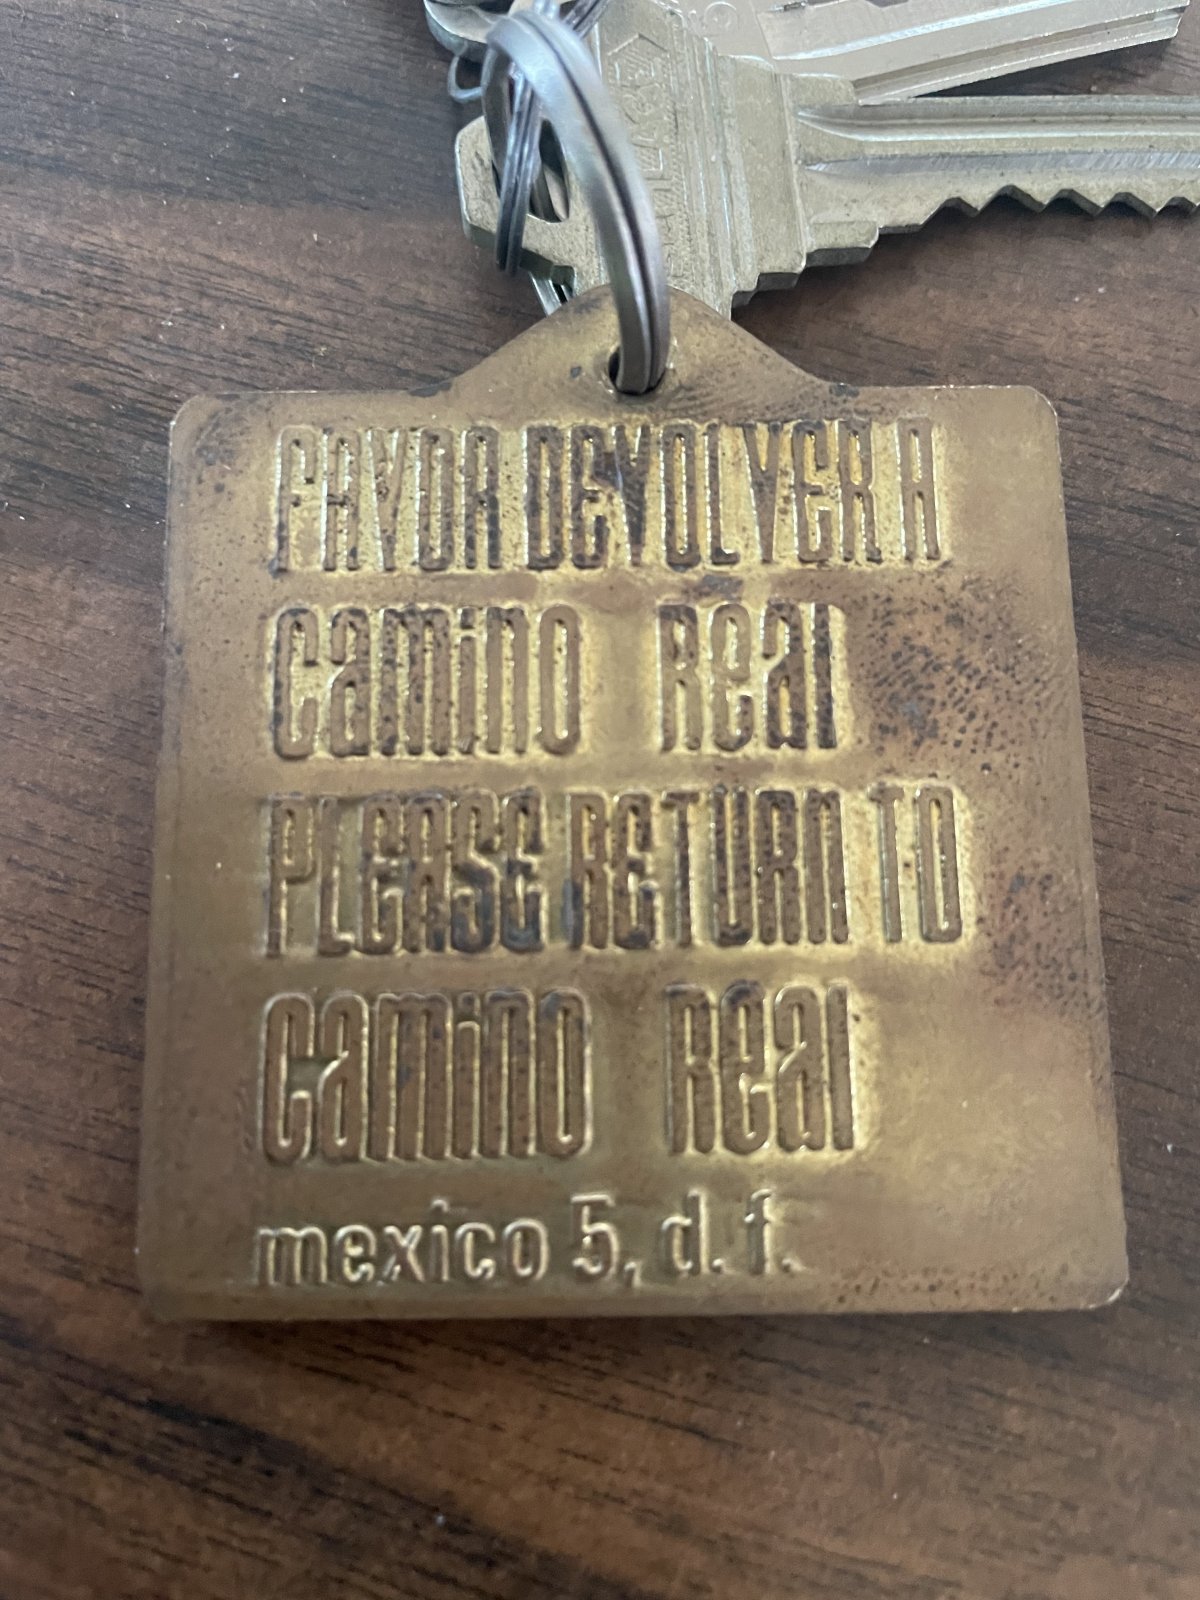 FAVOR DEVOLVER A
camino Real
PLEASE RETURN TO
camino Real
mexico 5, d. f.